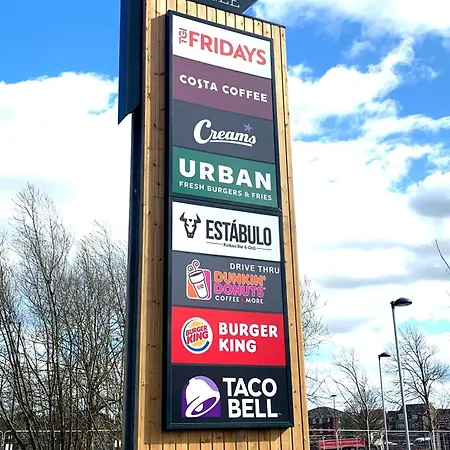 TGI FRIDAYS
COSTA COFFEE
Creams
URBAN
FRESH BURGERS & FRIES
ESTÁBULO
Rodizio Bar & Grill
DRIVE THRU
DUNKIN'
DONUTS
COFFEE & MORE
BURGER
KING
BURGER
KING
TACO
BELL